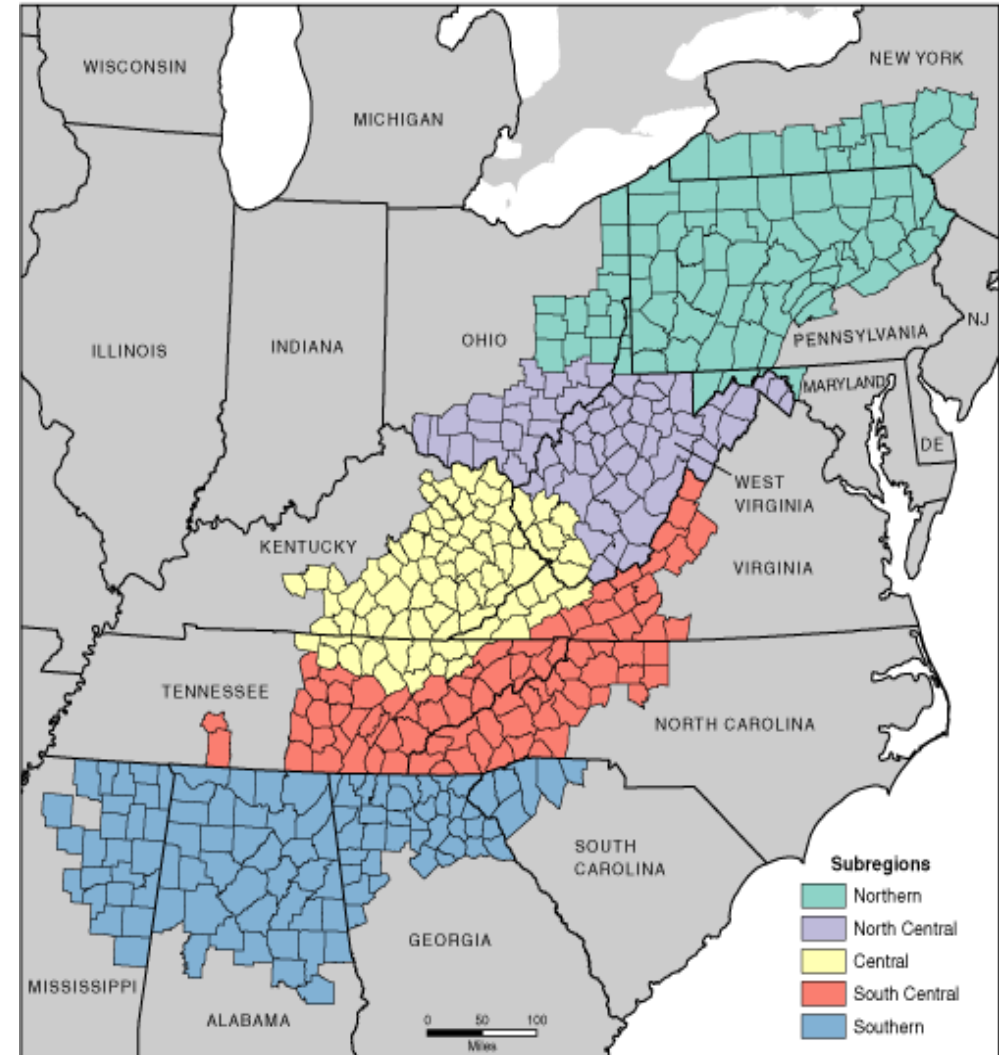 NEW YORK
WISCONSIN
MICHIGAN
NJ
PENNSYLVANIA
OHIO
INDIANA
ILLINOIS
MARYLAND
DE
WEST
VIRGINIA
KENTUCKY
VIRGINIA
TENNESSEE
NORTH CAROLINA
SOUTH
CAROLINA
GEORGIA
MISSISSIPPI
ALABAMA
0 50 100
Miles
Subregions
Northern
North Central
Central
South Central
Southern